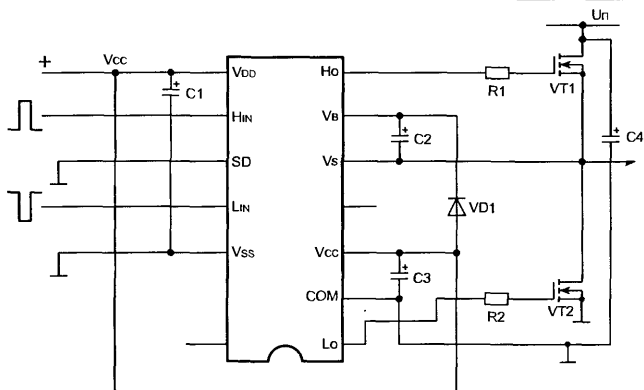 Uп
+
Vcc
VDD
Ho
C1
R1
VT1
HIN
VB
C2
C4
SD
Vs
LIN
VD1
Vss
Vcc
C3
COM
R2
VT2
Lo